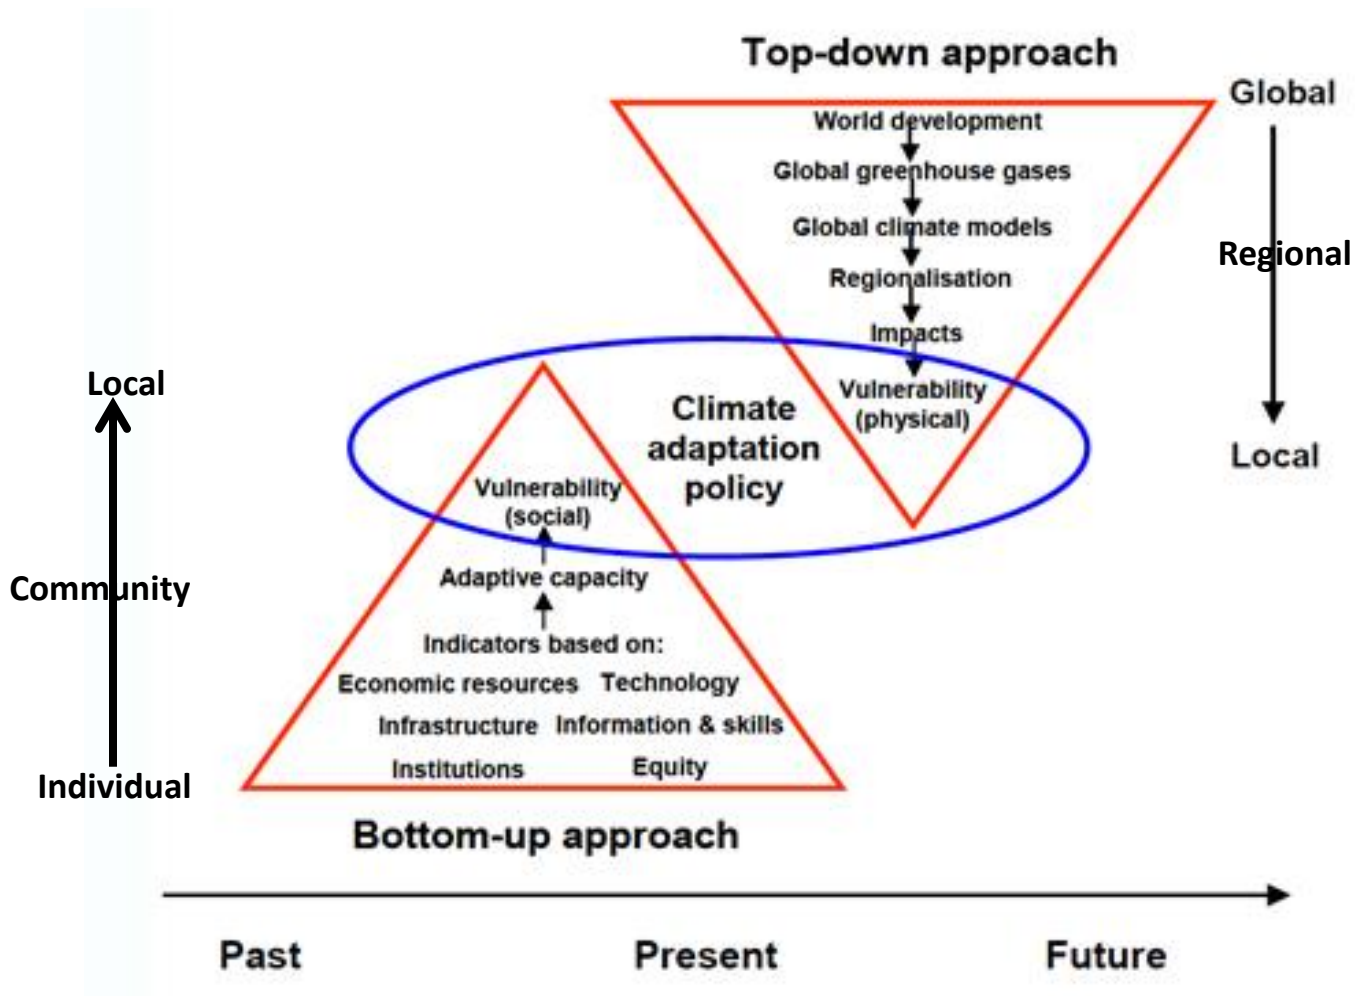 Top-down approach
Global
World development
Global greenhouse gases
Global climate models
Regional
Regionalisation
Impacts
Local
Vulnerability
(physical)
Climate
adaptation
policy
Local
Vulnerability
(social)
Community
Adaptive capacity
Indicators based on:
Economic resources Technology
Infrastructure Information & skills
Institutions Equity
Individual
Bottom-up approach
Past Present Future